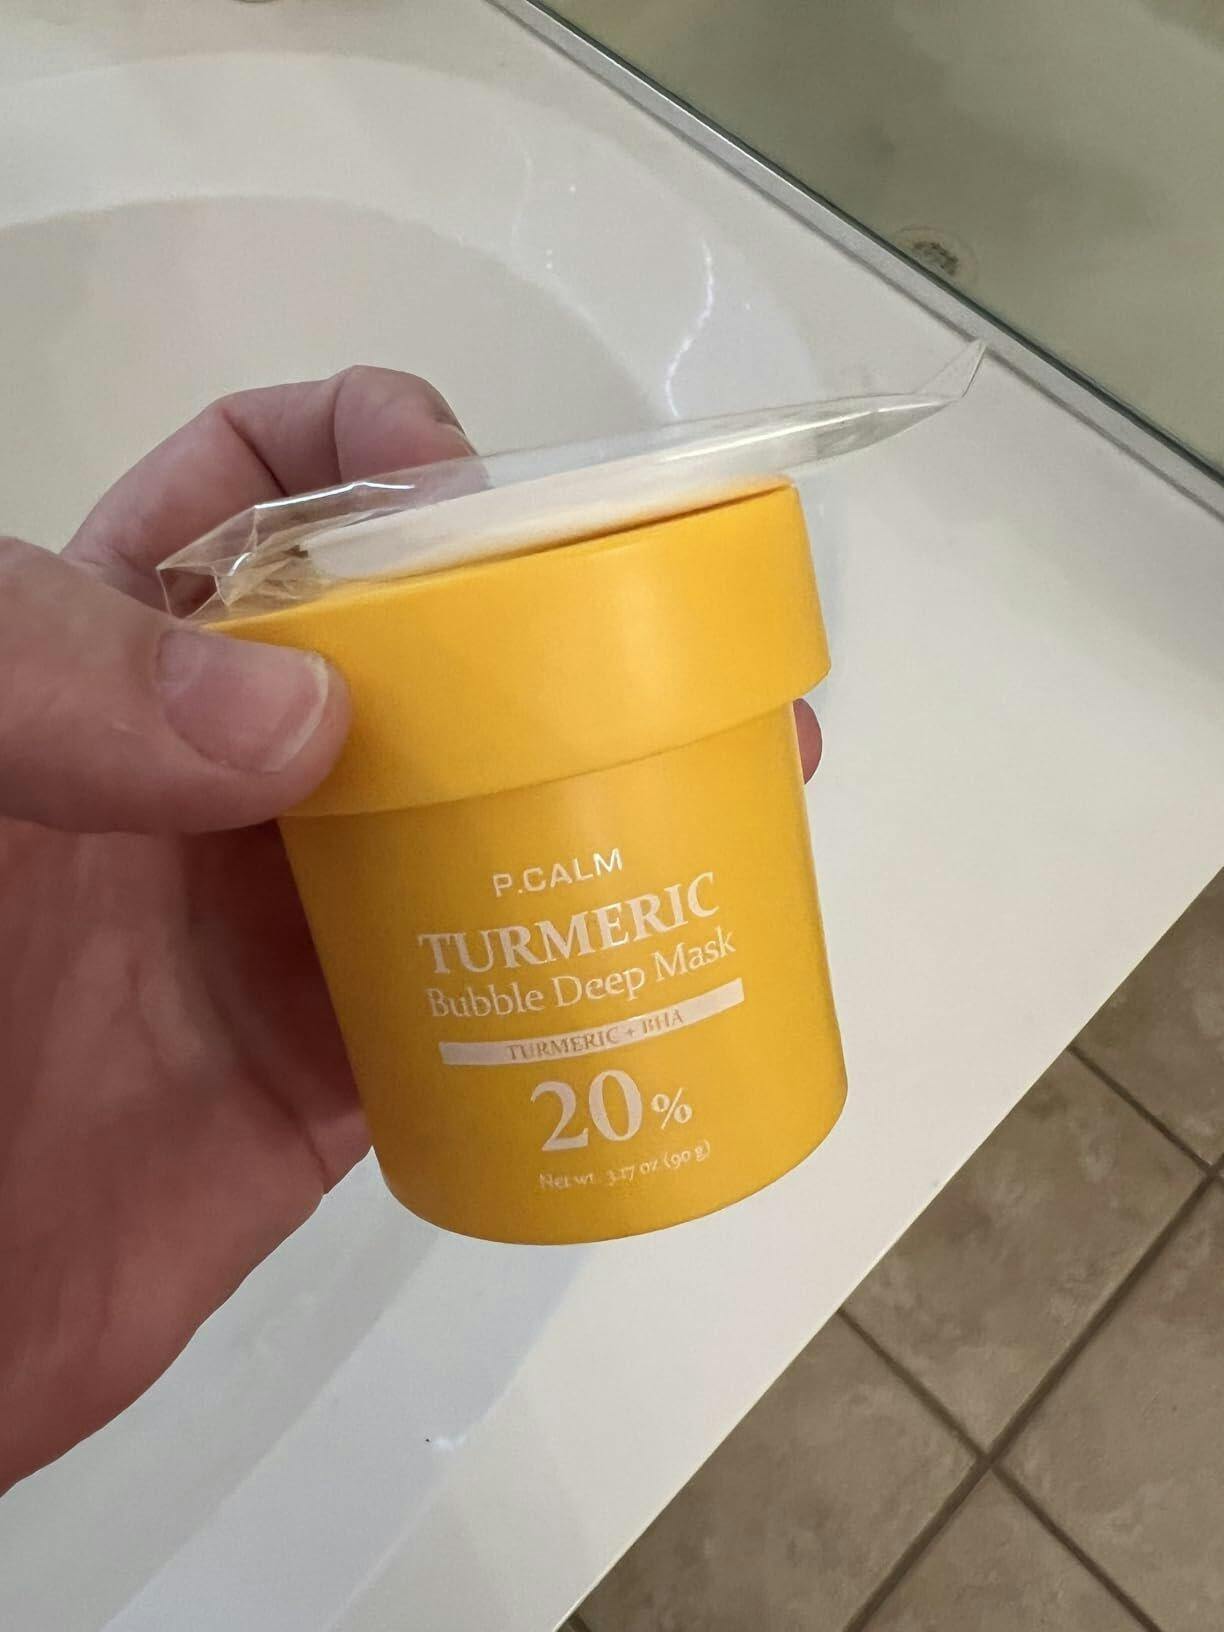 P.CALM
TURMERIC
Bubble Deep Mask
TURMERIC + BHA
20%
Net wt. 3.17 oz (90 g)